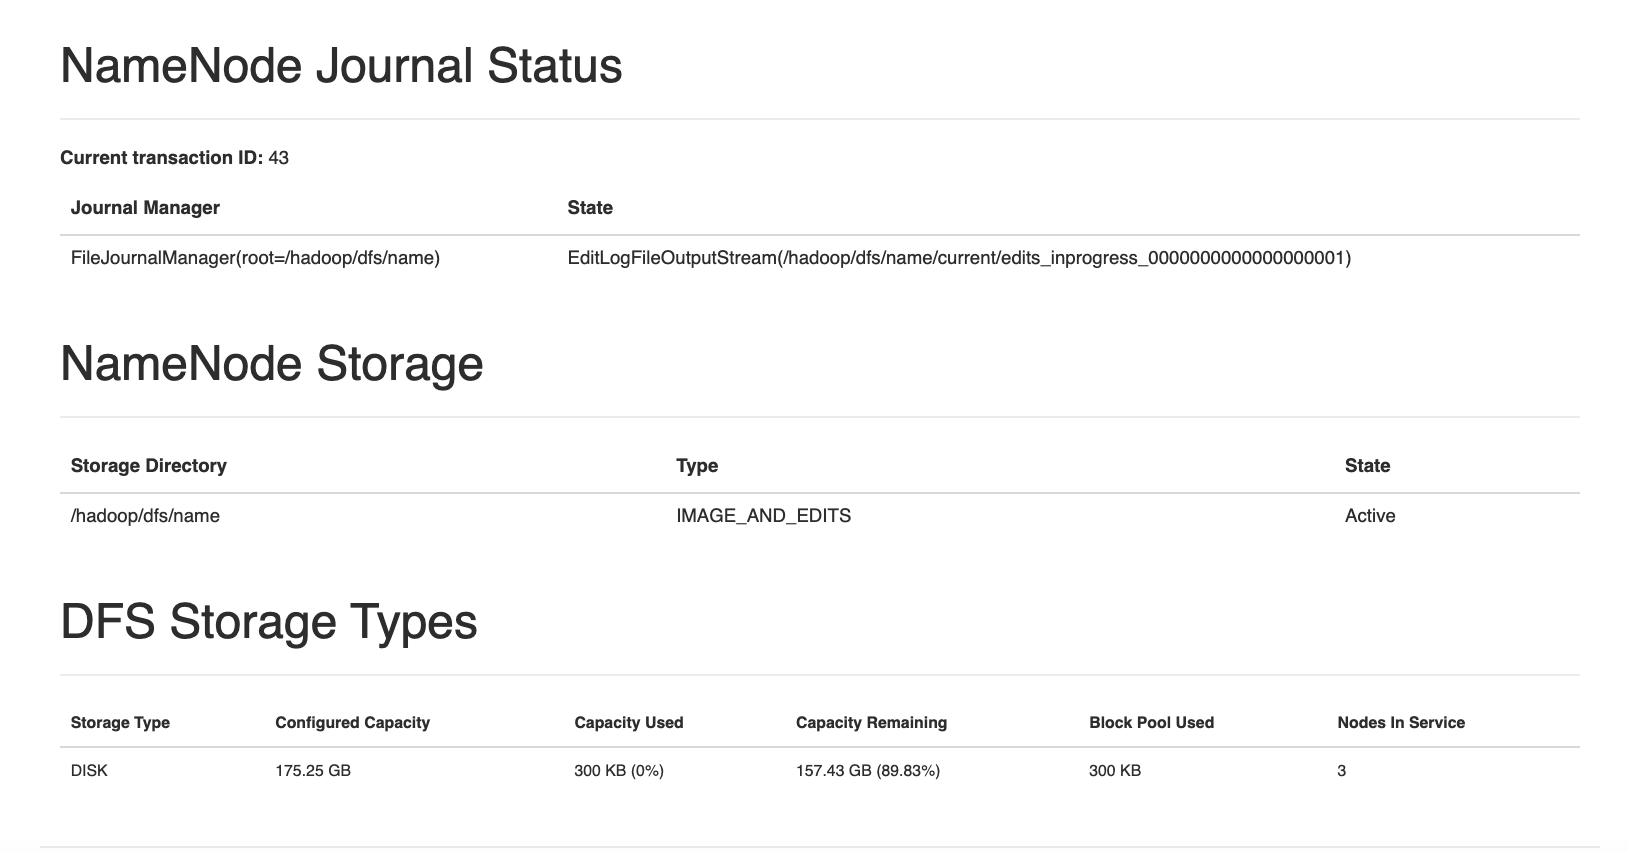 NameNode Journal Status
Current transaction ID: 43
Journal Manager State
FileJournalManager(root=/hadoop/dfs/name) EditLogFileOutputStream(/hadoop/dfs/name/current/edits_inprogress_0000000000000000001)
NameNode Storage
Storage Directory Type State
/hadoop/dfs/name IMAGE_AND_EDITS Active
DFS Storage Types
Storage Type Configured Capacity Capacity Used Capacity Remaining Block Pool Used Nodes In Service
DISK 175.25 GB 300 KB (0%) 157.43 GB (89.83%) 300 KB 3